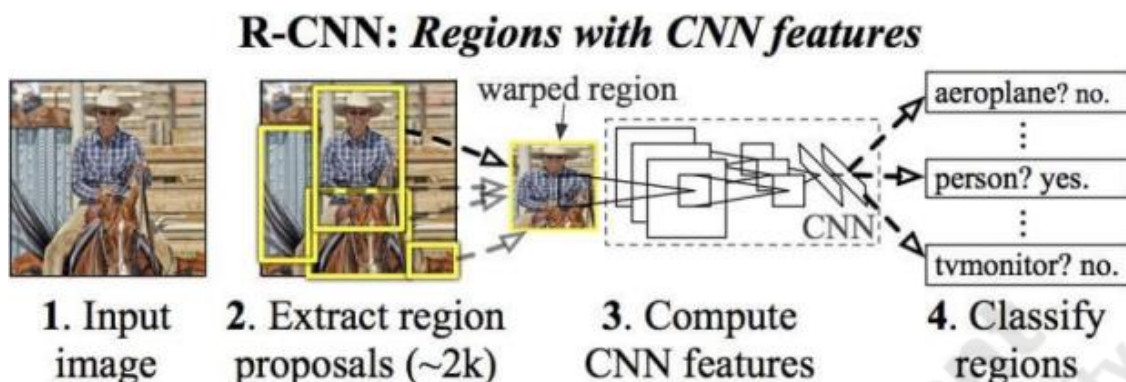 R-CNN: Regions with CNN features
warped region
aeroplane? no.
person? yes.
CNN
tvmonitor? no.
1. Input
image
2. Extract region
proposals (~2k)
3. Compute
CNN features
4. Classify
regions